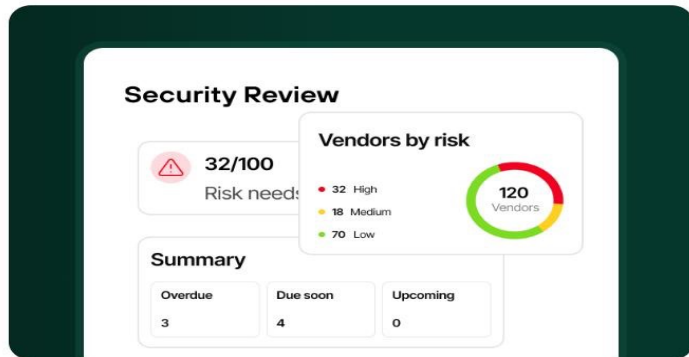 Security Review
32/100
Risk needs
Vendors by risk
32 High
18 Medium
70 Low
120
Vendors
Summary
Overdue
Due soon
Upcoming
3
4
0